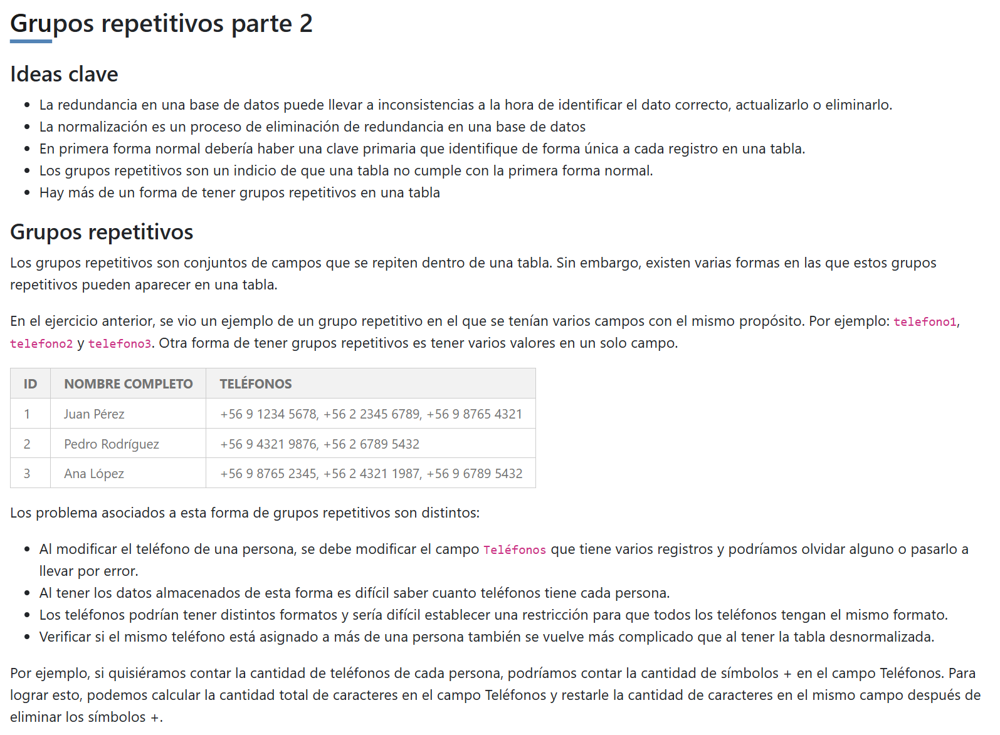 Grupos repetitivos parte 2
Ideas clave
• La redundancia en una base de datos puede llevar a inconsistencias a la hora de identificar el dato correcto, actualizarlo o eliminarlo.
• La normalización es un proceso de eliminación de redundancia en una base de datos
• En primera forma normal debería haber una clave primaria que identifique de forma única a cada registro en una tabla.
• Los grupos repetitivos son un indicio de que una tabla no cumple con la primera forma normal.
• Hay más de un forma de tener grupos repetitivos en una tabla
Grupos repetitivos
Los grupos repetitivos son conjuntos de campos que se repiten dentro de una tabla. Sin embargo, existen varias formas en las que estos grupos
repetitivos pueden aparecer en una tabla.
En el ejercicio anterior, se vio un ejemplo de un grupo repetitivo en el que se tenían varios campos con el mismo propósito. Por ejemplo: telefono1,
telefono2 y telefono3. Otra forma de tener grupos repetitivos es tener varios valores en un solo campo.
ID NOMBRE COMPLETO TELÉFONOS
1 Juan Pérez +56 9 1234 5678, +56 2 2345 6789, +56 9 8765 4321
2 Pedro Rodríguez +56 9 4321 9876, +56 2 6789 5432
3 Ana López +56 9 8765 2345, +56 2 4321 1987, +56 9 6789 5432
Los problema asociados a esta forma de grupos repetitivos son distintos:
• Al modificar el teléfono de una persona, se debe modificar el campo Teléfonos que tiene varios registros y podríamos olvidar alguno o pasarlo a
llevar por error.
• Al tener los datos almacenados de esta forma es difícil saber cuanto teléfonos tiene cada persona.
• Los teléfonos podrían tener distintos formatos y sería difícil establecer una restricción para que todos los teléfonos tengan el mismo formato.
• Verificar si el mismo teléfono está asignado a más de una persona también se vuelve más complicado que al tener la tabla desnormalizada.
Por ejemplo, si quisiéramos contar la cantidad de teléfonos de cada persona, podríamos contar la cantidad de símbolos + en el campo Teléfonos. Para
lograr esto, podemos calcular la cantidad total de caracteres en el campo Teléfonos y restarle la cantidad de caracteres en el mismo campo después de
eliminar los símbolos +.